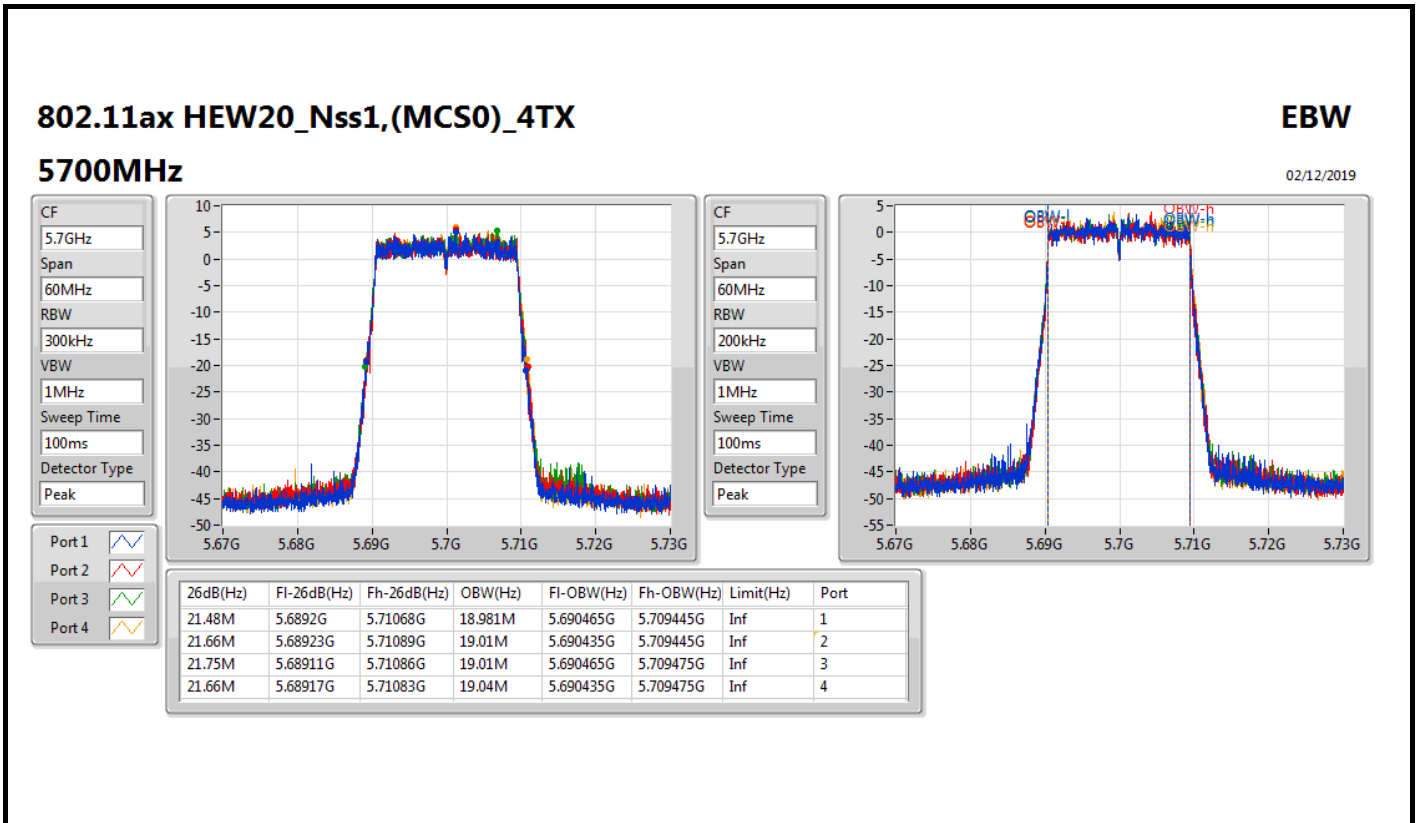 802.11ax HEW20_Nss1,(MCS0)_4TX
EBW
5700MHz
02/12/2019
CF
5.7GHz
Span
60MHz
RBW
300kHz
VBW
1MHz
Sweep Time
100ms
Detector Type
Peak
10
5
0
-5
-10
-15
-20
-25
-30
-35
-40
-45
-50
5.67G 5.68G 5.69G 5.7G 5.71G 5.72G 5.73G
CF
5.7GHz
Span
60MHz
RBW
200kHz
VBW
1MHz
Sweep Time
100ms
Detector Type
Peak
OBW-l
OBW-h
OBW-h
5
0
-5
-10
-15
-20
-25
-30
-35
-40
-45
-50
-55
5.67G 5.68G 5.69G 5.7G 5.71G 5.72G 5.73G
Port 1
Port 2
Port 3
Port 4
26dB(Hz) Fl-26dB(Hz) Fh-26dB(Hz) OBW(Hz) Fl-OBW(Hz) Fh-OBW(Hz) Limit(Hz) Port
21.48M 5.6892G 5.71068G 18.981M 5.690465G 5.709445G Inf 1
21.66M 5.68923G 5.71089G 19.01M 5.690435G 5.709445G Inf 2
21.75M 5.68911G 5.71086G 19.01M 5.690465G 5.709475G Inf 3
21.66M 5.68917G 5.71083G 19.04M 5.690435G 5.709475G Inf 4